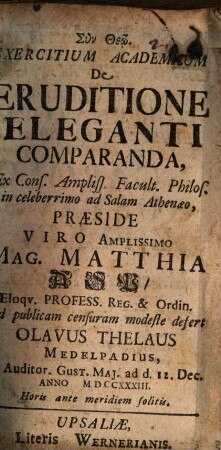 Σὺν Θεῷ.
EXERCITIUM ACADEMICUM
De
ERUDITIONE
ELEGANTI
COMPARANDA,
Ex Conſ. Ampliſſ. Facult. Philoſ.
in celeberrimo ad Salam Athenæo,
PRÆSIDE
VIRO AMPLISSIMO
MAG. MATTHIA
ASP/
Eloqv. PROFESS. REG. & Ordin.
publicam cenſuram modeſte defert
OLAVUS THELAUS
MEDELPADIUS,
Auditor. GUST. MAJ. ad d. 12. Dec.
ANNO MDCCXXXIII.
Horis ante meridiem ſolitis.
UPSALIÆ,
Literis WERNERIANIS.